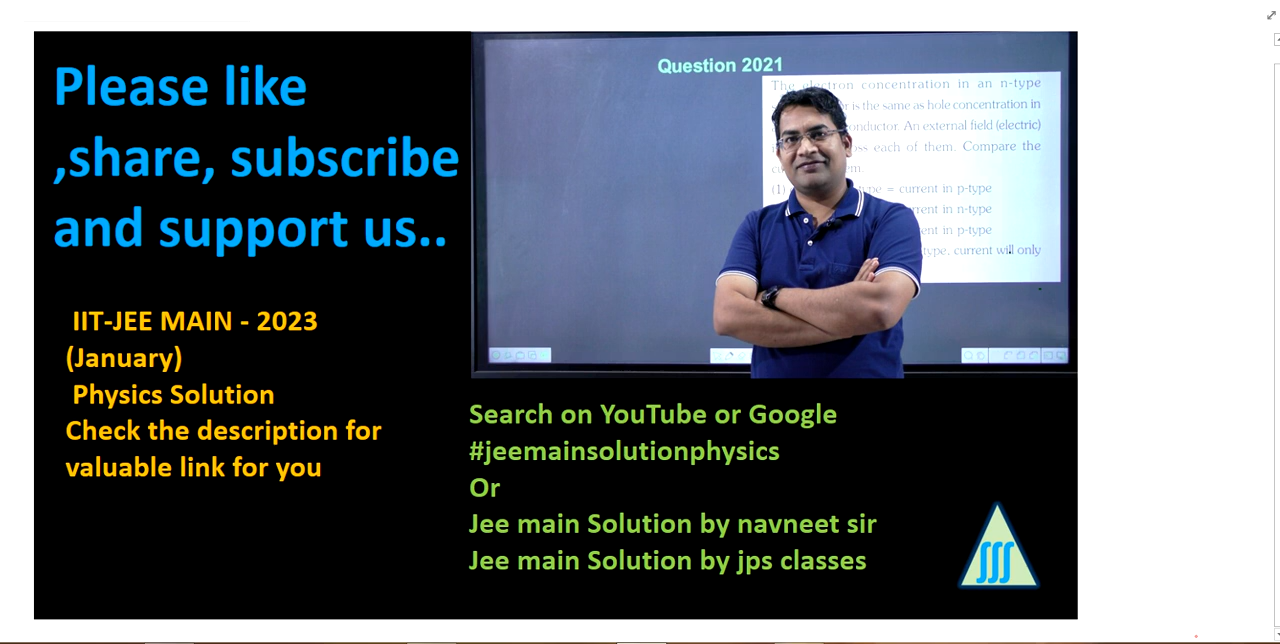 Please like
,share, subscribe
and support us..
IIT-JEE MAIN - 2023
(January)
Physics Solution
Check the description for
valuable link for you
Question 2021
The electron concentration in an n-type
is the same as hole concentration in
An external field (electric)
each of them. Compare the
(1) type = current in p-type
current in n-type
in p-type
type, current will only
Search on YouTube or Google
#jeemainsolutionphysics
Or
Jee main Solution by navneet sir
Jee main Solution by jps classes